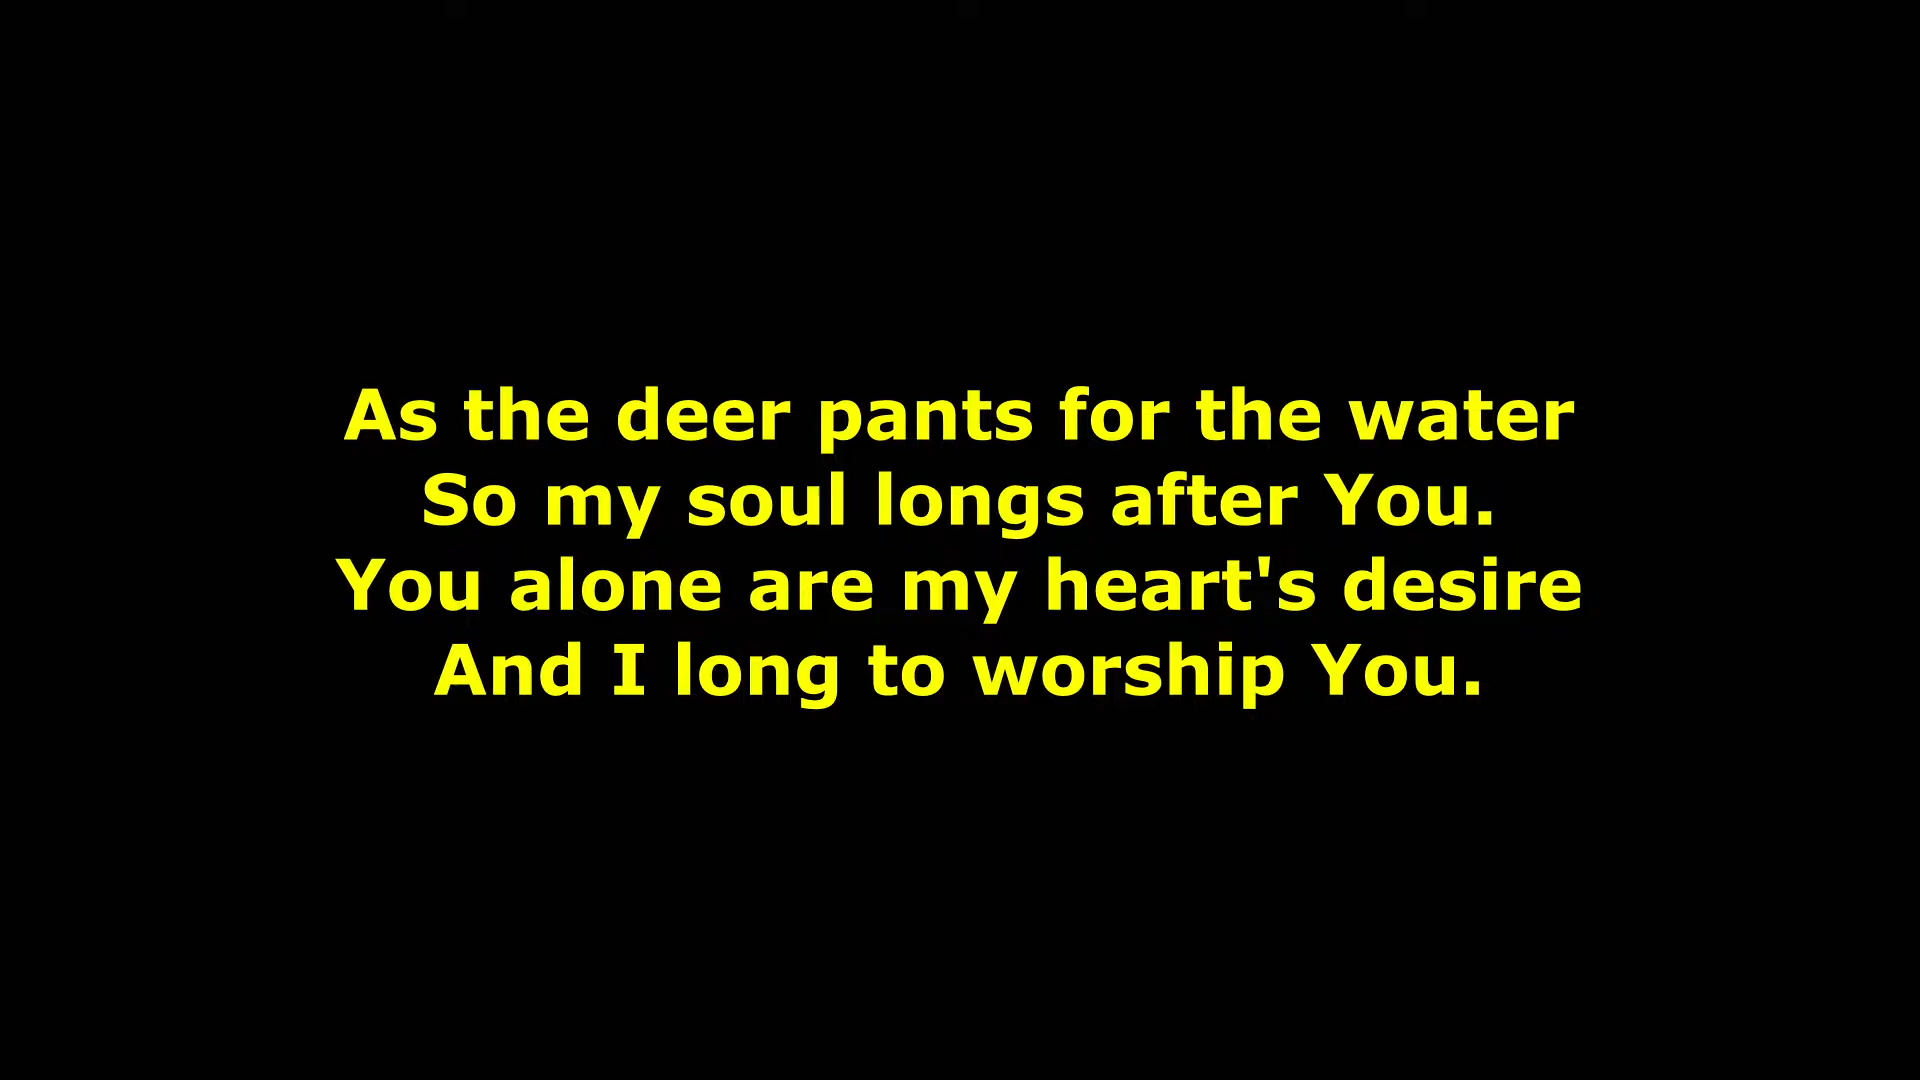 As the deer pants for the water
So my soul longs after You.
You alone are my heart's desire
And I long to worship You.